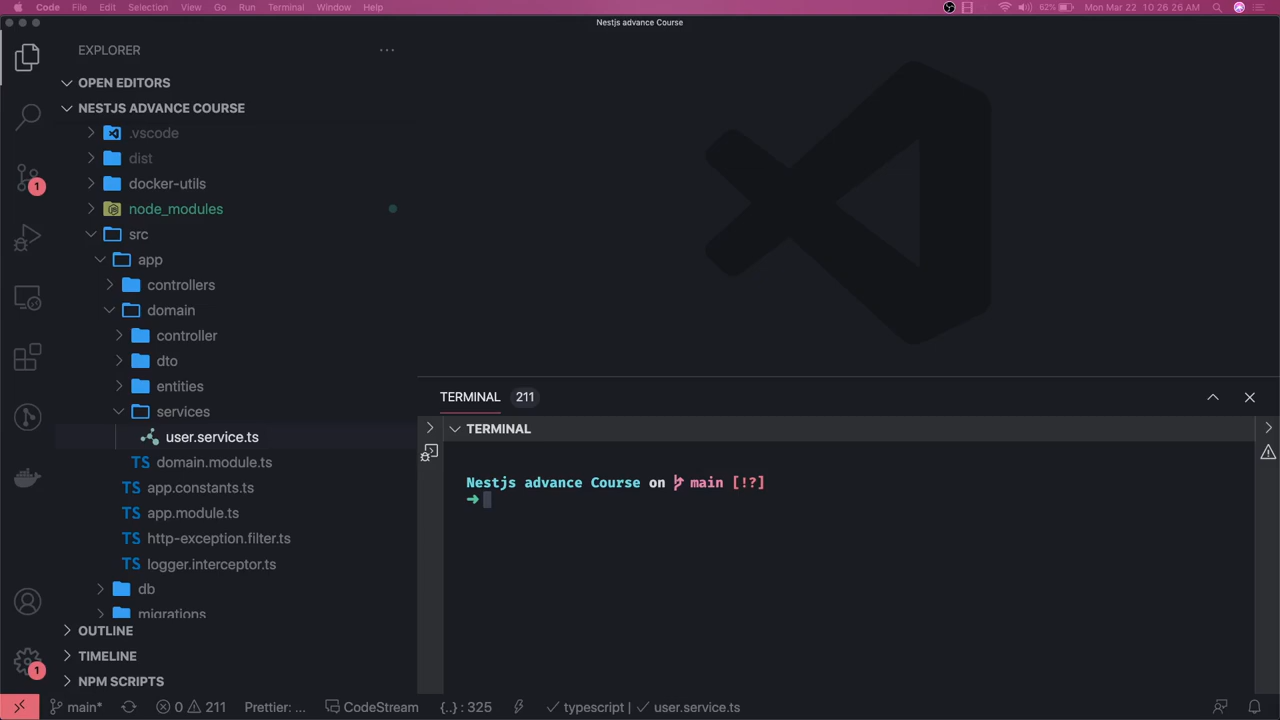 Code File Edit Selection View Go Run Terminal Window Help 62% Mon Mar 22 10:26:26 AM
Nestjs advance Course
EXPLORER
OPEN EDITORS
NESTJS ADVANCE COURSE
.vscode
dist
docker-utils
node_modules
src
app
controllers
domain
controller
dto
entities
services
user.service.ts
domain.module.ts
app.constants.ts
app.module.ts
http-exception.filter.ts
logger.interceptor.ts
db
migrations
OUTLINE
TIMELINE
NPM SCRIPTS
1
1
TERMINAL 211
TERMINAL
Nestjs advance Course on main [!?]
main* 0 211 Prettier: ... CodeStream {..} : 325 typescript | user.service.ts